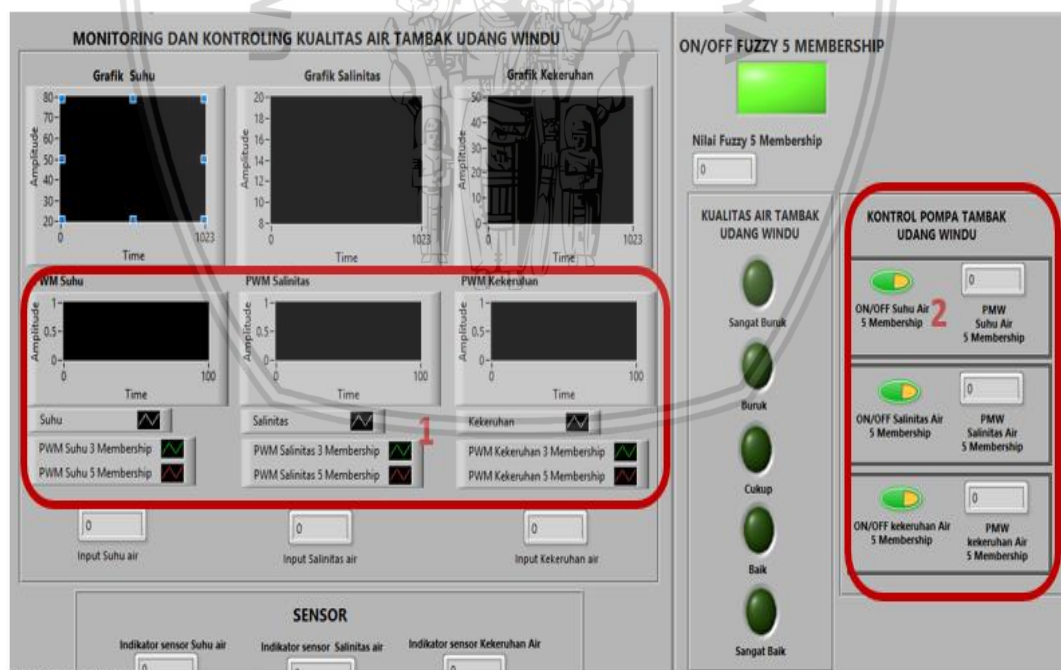 MONITORING DAN KONTROLING KUALITAS AIR TAMBAK UDANG WINDU
Grafik Suhu
Amplitude
80
70
60
50
40
30
20
0
1023
Time
Grafik Salinitas
Amplitude
20
18
16
14
12
10
8
0
1023
Time
Grafik Kekeruhan
Amplitude
50
40
30
20
10
0
0
1023
Time
WM Suhu
Amplitude
1
0.5
0
0
100
Time
PWM Salinitas
Amplitude
1
0.5
0
0
100
Time
PWM Kekeruhan
Amplitude
1
0.5
0
0
100
Time
Suhu
PWM Suhu 3 Membership
PWM Suhu 5 Membership
Salinitas
PWM Salinitas 3 Membership
PWM Salinitas 5 Membership
1
Kekeruhan
PWM Kekeruhan 3 Membership
PWM Kekeruhan 5 Membership
0
Input Suhu air
0
Input Salinitas air
0
Input Kekeruhan air
SENSOR
Indikator sensor Suhu air
Indikator sensor Salinitas air
Indikator sensor Kekeruhan Air
ON/OFF FUZZY 5 MEMBERSHIP
Nilai Fuzzy 5 Membership
0
KUALITAS AIR TAMBAK
UDANG WINDU
Sangat Buruk
Buruk
Cukup
Baik
Sangat Baik
KONTROL POMPA TAMBAK
UDANG WINDU
ON/OFF Suhu Air
5 Membership
2
0
PMW
Suhu Air
5 Membership
ON/OFF Salinitas Air
5 Membership
0
PMW
Salinitas Air
5 Membership
ON/OFF kekeruhan Air
5 Membership
0
PMW
kekeruhan Air
5 Membership